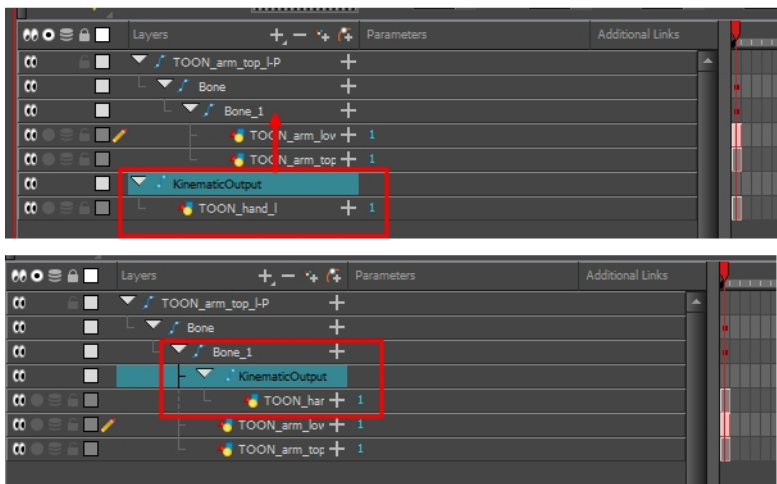 Layers Parameters Additional Links
TOON_arm_top_l-P
Bone
Bone_1
TOON_arm_lov 1
TOON_arm_top 1
KinematicOutput
TOON_hand_l 1
Layers Parameters Additional Links
TOON_arm_top_l-P
Bone
Bone_1
KinematicOutput
TOON_har 1
TOON_arm_lov 1
TOON_arm_top 1